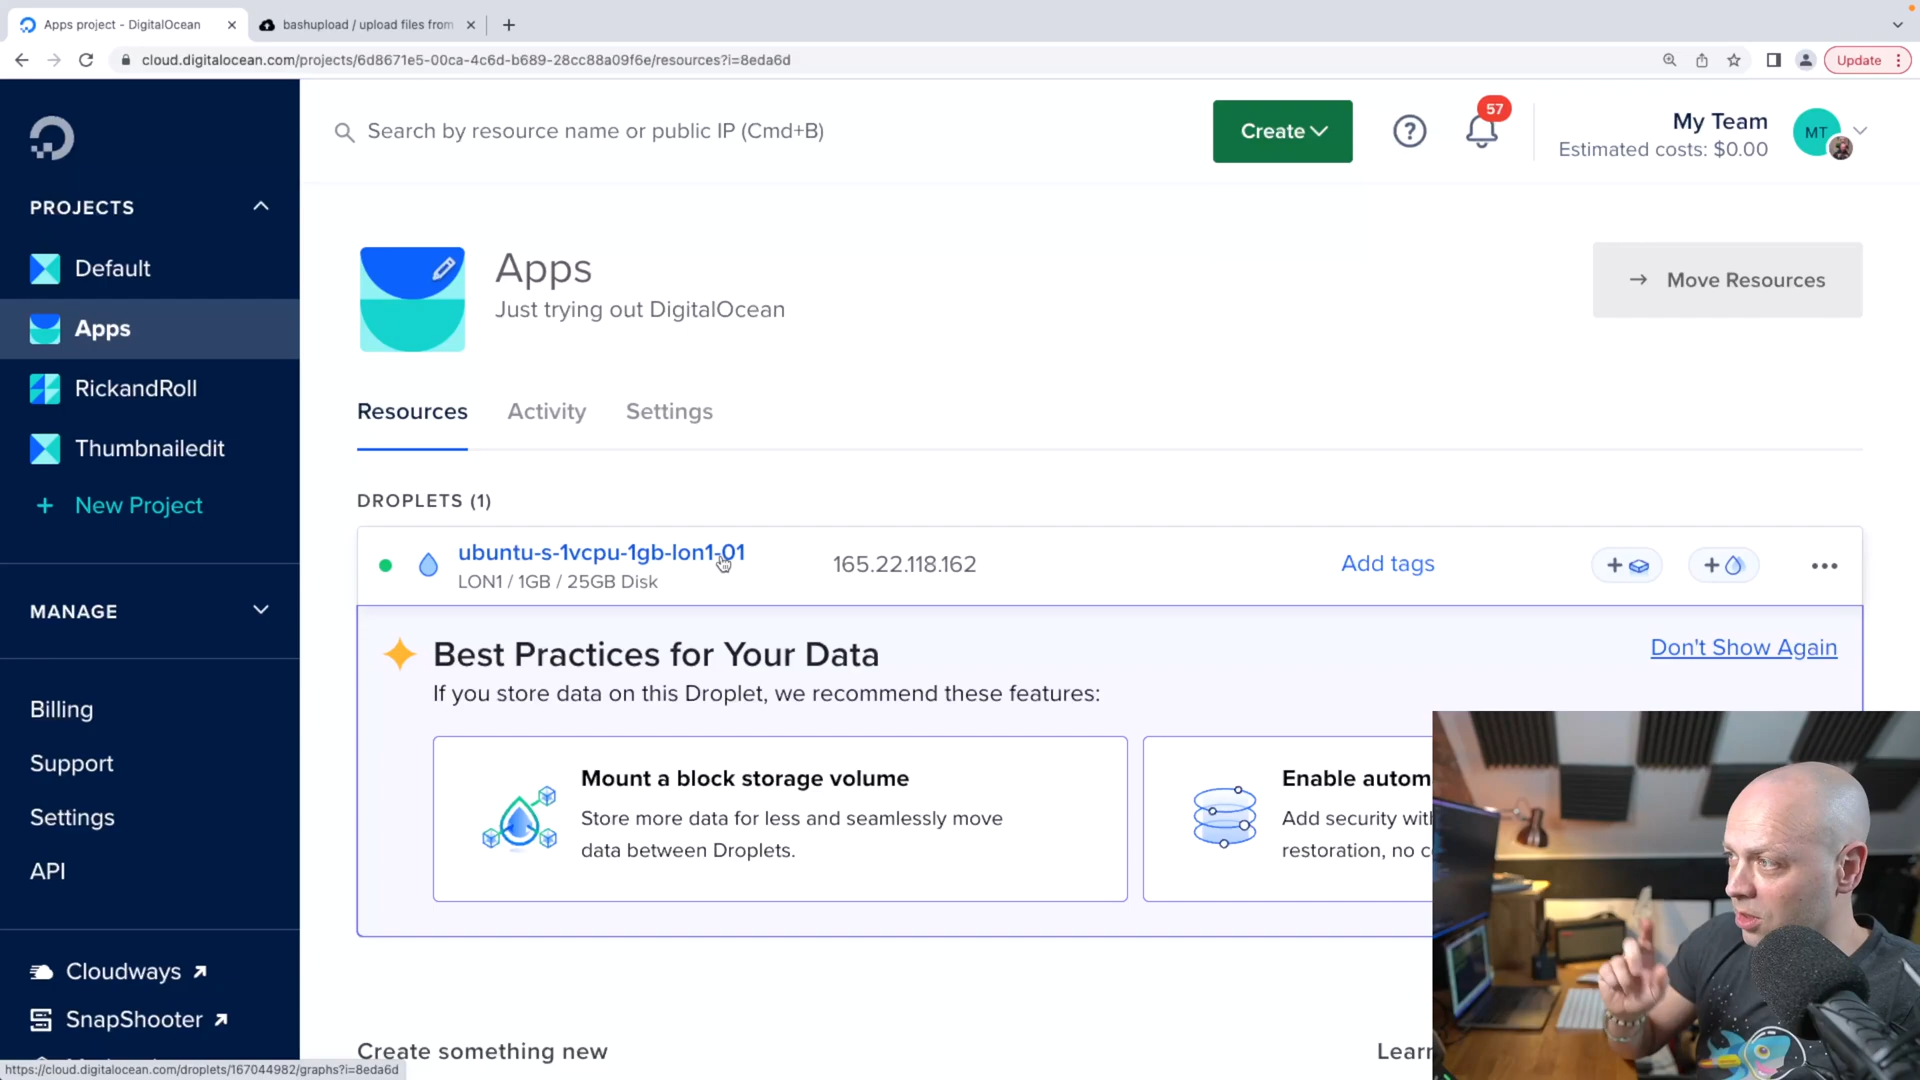 Apps project - DigitalOcean
bashupload / upload files from
cloud.digitalocean.com/projects/6d8671e5-00ca-4c6d-b689-28cc88a09f6e/resources?i=8eda6d
Update
Search by resource name or public IP (Cmd+B)
Create
57
My Team
Estimated costs: $0.00
MT
PROJECTS
Default
Apps
RickandRoll
Thumbnailedit
+ New Project
MANAGE
Billing
Support
Settings
API
Cloudways
SnapShooter
Apps
Just trying out DigitalOcean
Move Resources
Resources
Activity
Settings
DROPLETS (1)
ubuntu-s-1vcpu-1gb-lon1-01
LON1 / 1GB / 25GB Disk
165.22.118.162
Add tags
Best Practices for Your Data
Don't Show Again
If you store data on this Droplet, we recommend these features:
Mount a block storage volume
Store more data for less and seamlessly move
data between Droplets.
Enable autom
Add security wit
restoration, no c
Create something new
Learn
https://cloud.digitalocean.com/droplets/167044982/graphs?i=8eda6d